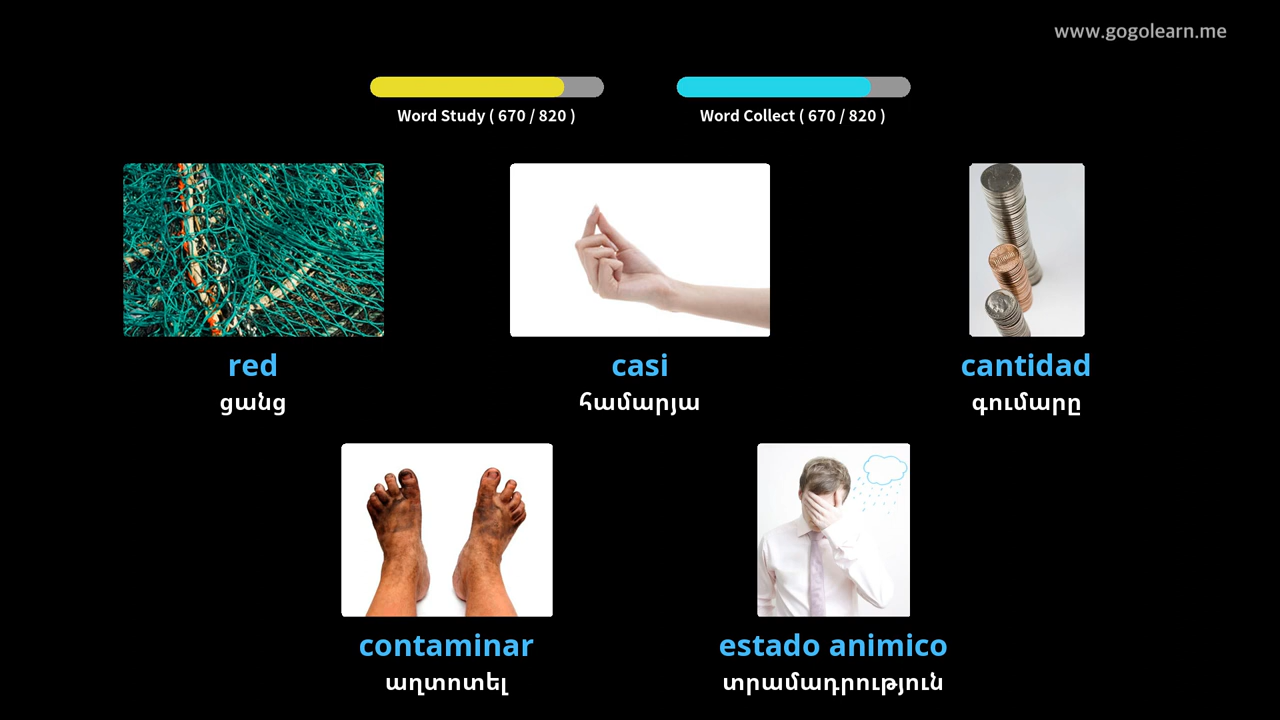 www.gogolearn.me
Word Study ( 670 / 820 )
Word Collect ( 670 / 820 )
red
casi
cantidad
ցանց
համարյա
գումարը
contaminar
estado animico
աղտոտել
տրամադրություն